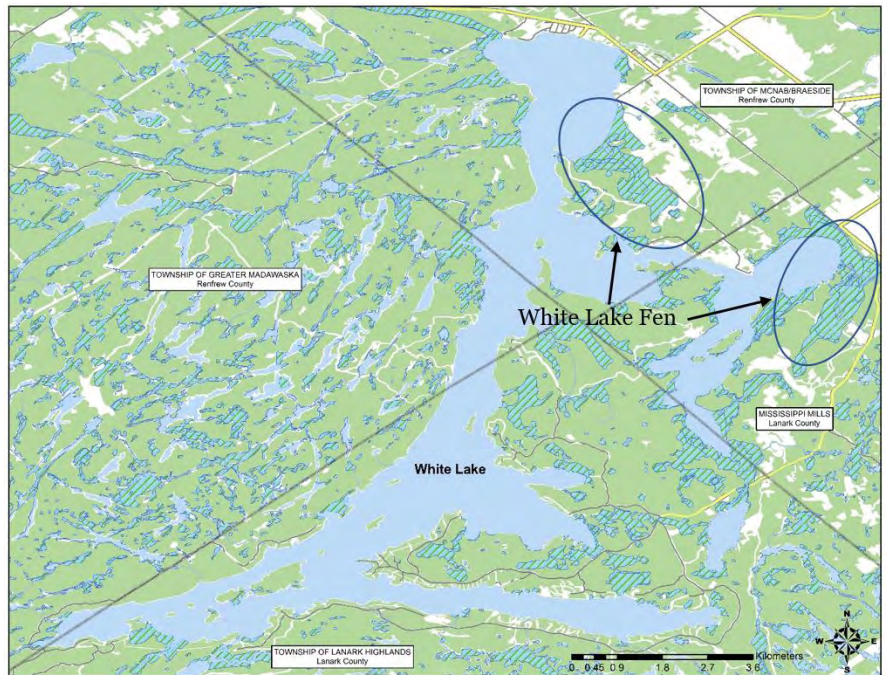 TOWNSHIP OF MCNAB/BRAESIDE
Renfrew County
TOWNSHIP OF GREATER MADAWASKA
Renfrew County
White Lake Fen
MISSISSIPPI MILLS
Lanark County
White Lake
TOWNSHIP OF LANARK HIGHLANDS
Lanark County
N
W E
S
Kilometers
0 0.45 0.9 1.8 2.7 3.6